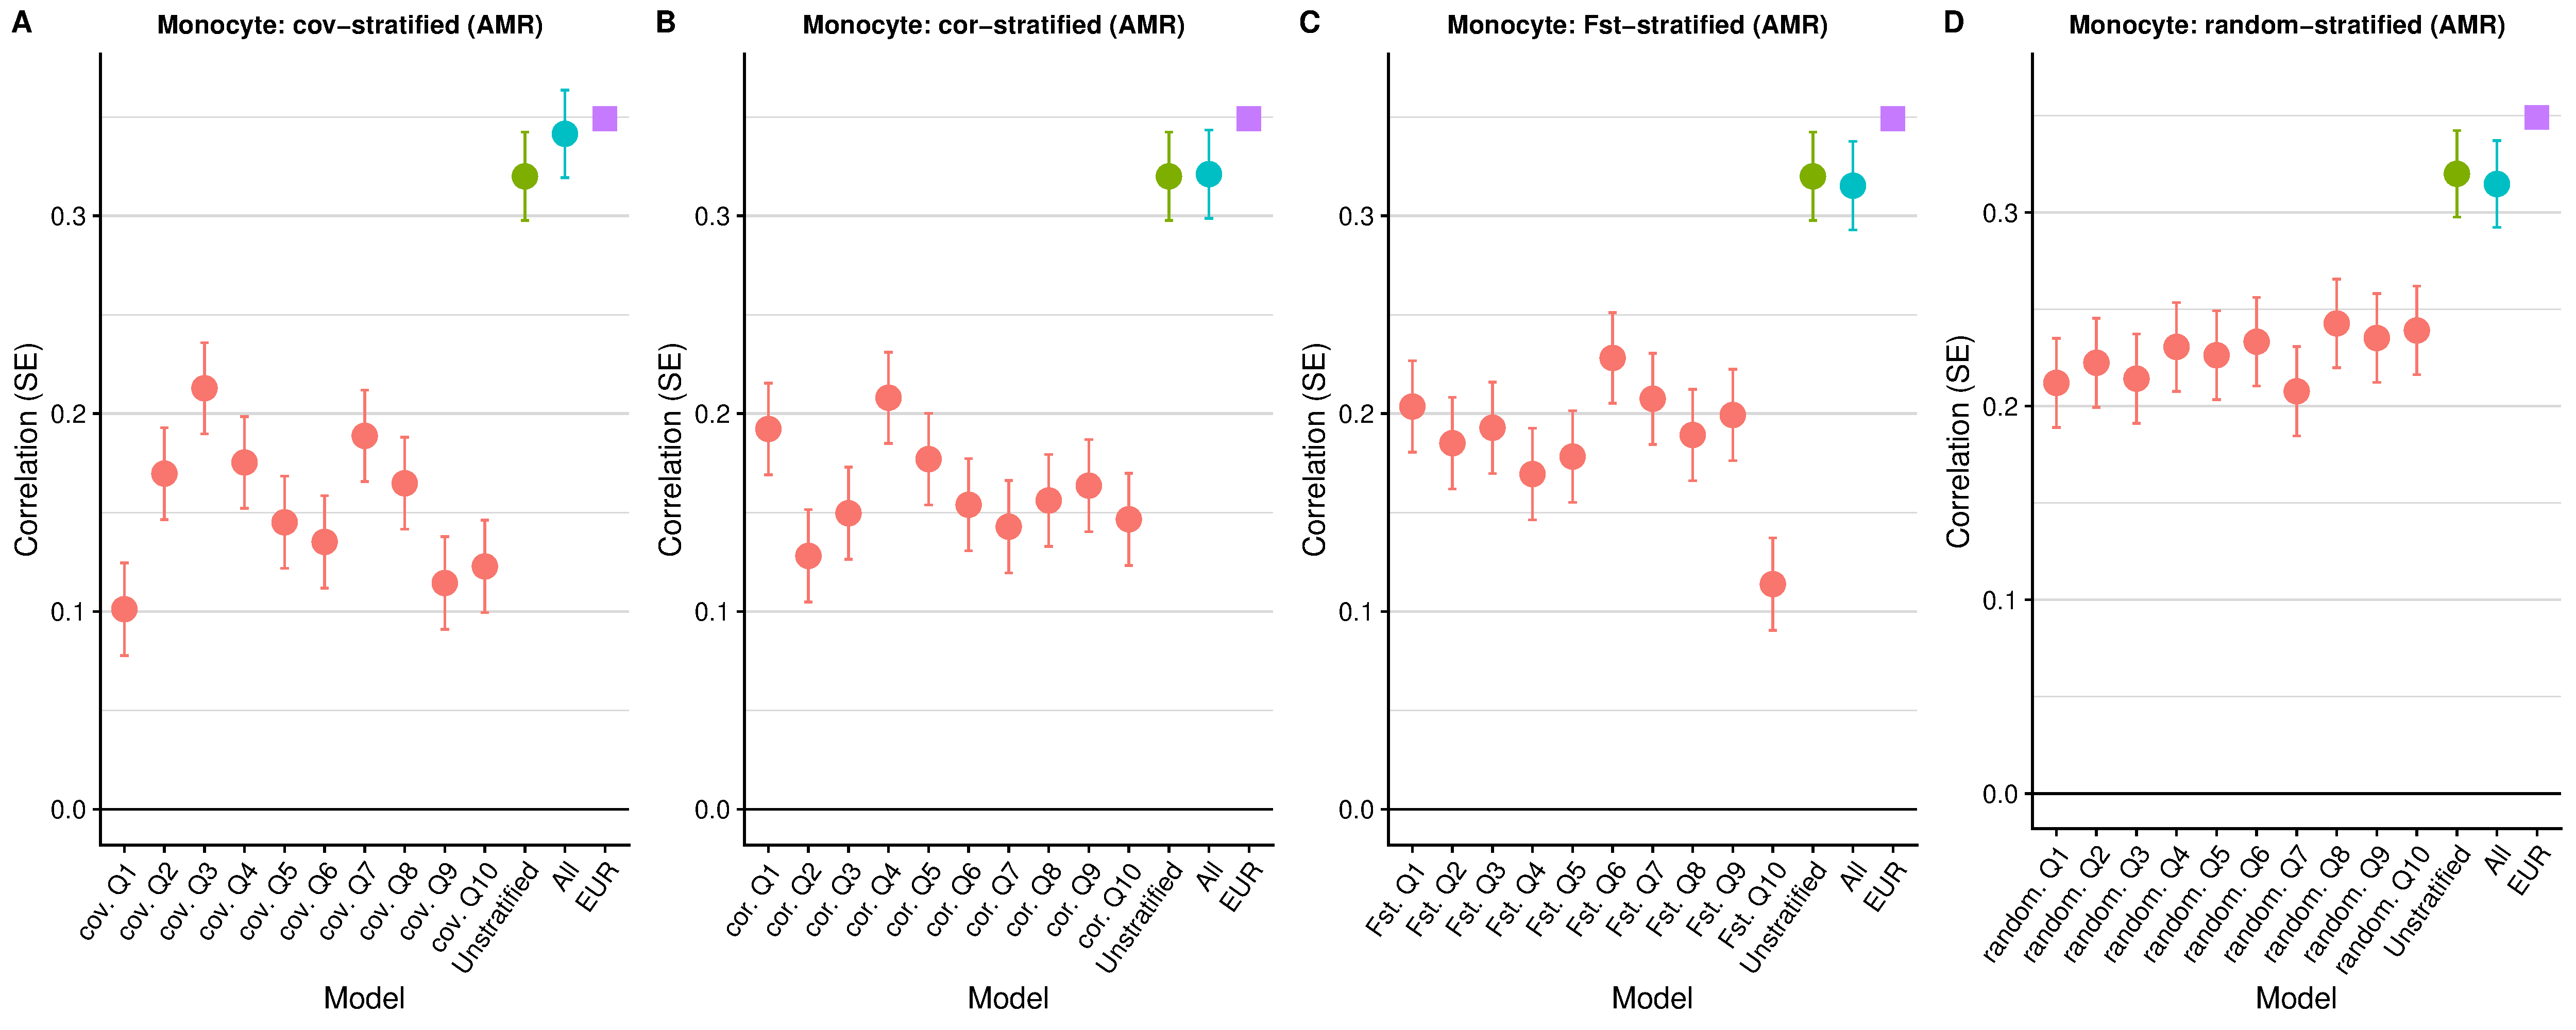 A
Monocyte: cov−stratified (AMR)
Correlation (SE)
0.3
0.2
0.1
0.0
cov. Q1
cov. Q2
cov. Q3
cov. Q4
cov. Q5
cov. Q6
cov. Q7
cov. Q8
cov. Q9
cov. Q10
Unstratified
All
EUR
Model
B
Monocyte: cor−stratified (AMR)
Correlation (SE)
0.3
0.2
0.1
0.0
cor. Q1
cor. Q2
cor. Q3
cor. Q4
cor. Q5
cor. Q6
cor. Q7
cor. Q8
cor. Q9
cor. Q10
Unstratified
All
EUR
Model
C
Monocyte: Fst−stratified (AMR)
Correlation (SE)
0.3
0.2
0.1
0.0
Fst. Q1
Fst. Q2
Fst. Q3
Fst. Q4
Fst. Q5
Fst. Q6
Fst. Q7
Fst. Q8
Fst. Q9
Fst. Q10
Unstratified
All
EUR
Model
D
Monocyte: random−stratified (AMR)
Correlation (SE)
0.3
0.2
0.1
0.0
random. Q1
random. Q2
random. Q3
random. Q4
random. Q5
random. Q6
random. Q7
random. Q8
random. Q9
random. Q10
Unstratified
All
EUR
Model